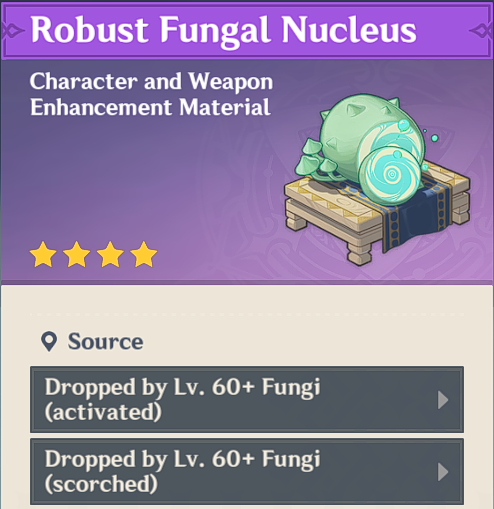 Robust Fungal Nucleus
Character and Weapon
Enhancement Material
Source
Dropped by Lv. 60+ Fungi
(activated)
Dropped by Lv. 60+ Fungi
(scorched)